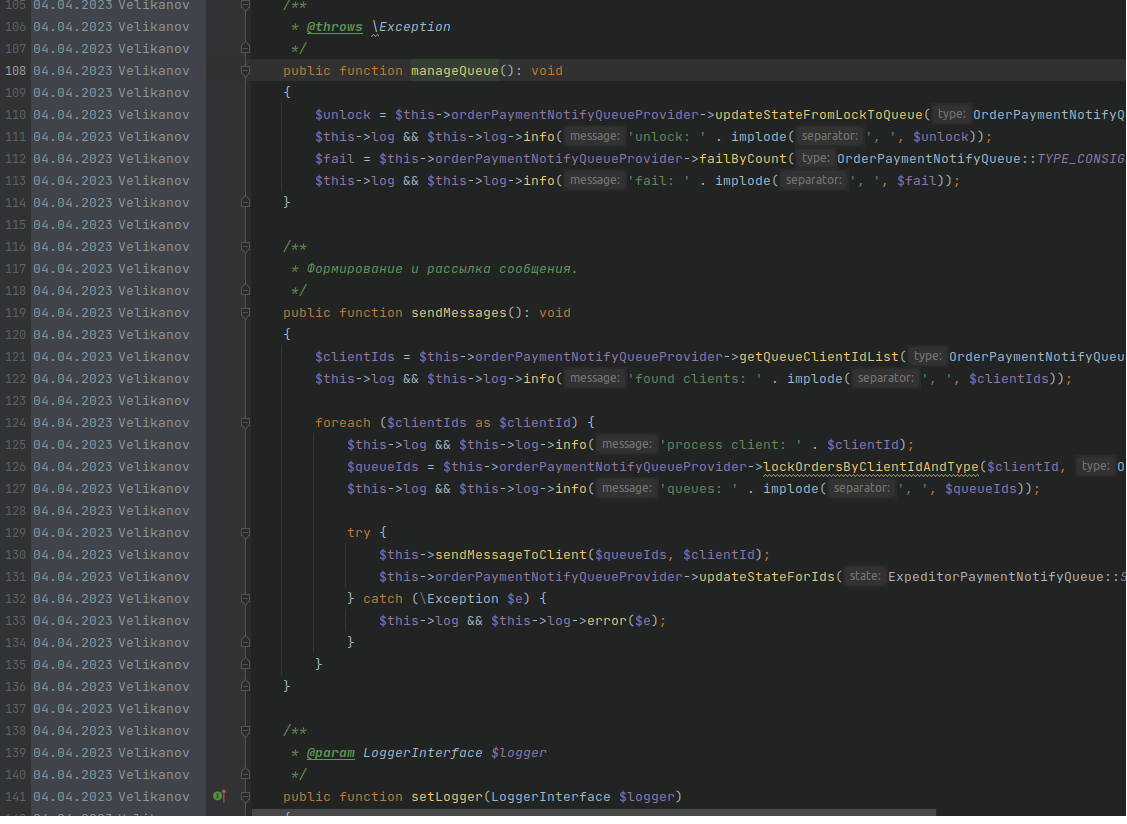 105 04.04.2023 Velikanov /**
106 04.04.2023 Velikanov * @throws \Exception
107 04.04.2023 Velikanov */
108 04.04.2023 Velikanov public function manageQueue(): void
109 04.04.2023 Velikanov {
110 04.04.2023 Velikanov $unlock = $this->orderPaymentNotifyQueueProvider->updateStateFromLockToQueue( type: OrderPaymentNotifyQ
111 04.04.2023 Velikanov $this->log && $this->log->info( message: 'unlock: ' . implode( separator: ', ', $unlock));
112 04.04.2023 Velikanov $fail = $this->orderPaymentNotifyQueueProvider->failByCount( type: OrderPaymentNotifyQueue::TYPE_CONSIG
113 04.04.2023 Velikanov $this->log && $this->log->info( message: 'fail: ' . implode( separator: ', ', $fail));
114 04.04.2023 Velikanov }
115 04.04.2023 Velikanov
116 04.04.2023 Velikanov /**
117 04.04.2023 Velikanov * Формирование и рассылка сообщения.
118 04.04.2023 Velikanov */
119 04.04.2023 Velikanov public function sendMessages(): void
120 04.04.2023 Velikanov {
121 04.04.2023 Velikanov $clientIds = $this->orderPaymentNotifyQueueProvider->getQueueClientIdList( type: OrderPaymentNotifyQueu
122 04.04.2023 Velikanov $this->log && $this->log->info( message: 'found clients: ' . implode( separator: ', ', $clientIds));
123 04.04.2023 Velikanov
124 04.04.2023 Velikanov foreach ($clientIds as $clientId) {
125 04.04.2023 Velikanov $this->log && $this->log->info( message: 'process client: ' . $clientId);
126 04.04.2023 Velikanov $queueIds = $this->orderPaymentNotifyQueueProvider->lockOrdersByClientIdAndType($clientId, type: O
127 04.04.2023 Velikanov $this->log && $this->log->info( message: 'queues: ' . implode( separator: ', ', $queueIds));
128 04.04.2023 Velikanov
129 04.04.2023 Velikanov try {
130 04.04.2023 Velikanov $this->sendMessageToClient($queueIds, $clientId);
131 04.04.2023 Velikanov $this->orderPaymentNotifyQueueProvider->updateStateForIds( state: ExpeditorPaymentNotifyQueue::S
132 04.04.2023 Velikanov } catch (\Exception $e) {
133 04.04.2023 Velikanov $this->log && $this->log->error($e);
134 04.04.2023 Velikanov }
135 04.04.2023 Velikanov }
136 04.04.2023 Velikanov }
137 04.04.2023 Velikanov
138 04.04.2023 Velikanov /**
139 04.04.2023 Velikanov * @param LoggerInterface $logger
140 04.04.2023 Velikanov */
141 04.04.2023 Velikanov public function setLogger(LoggerInterface $logger)